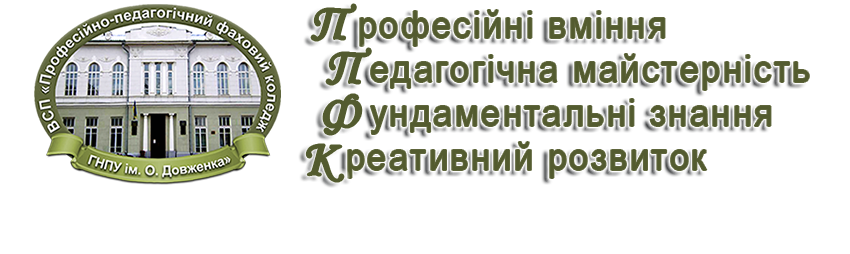 ВСП «Професійно-педагогічний фаховий коледж
ГНПУ ім. О. Довженка»
Професійні вміння
Педагогічна майстерність
Фундаментальні знання
Креативний розвиток